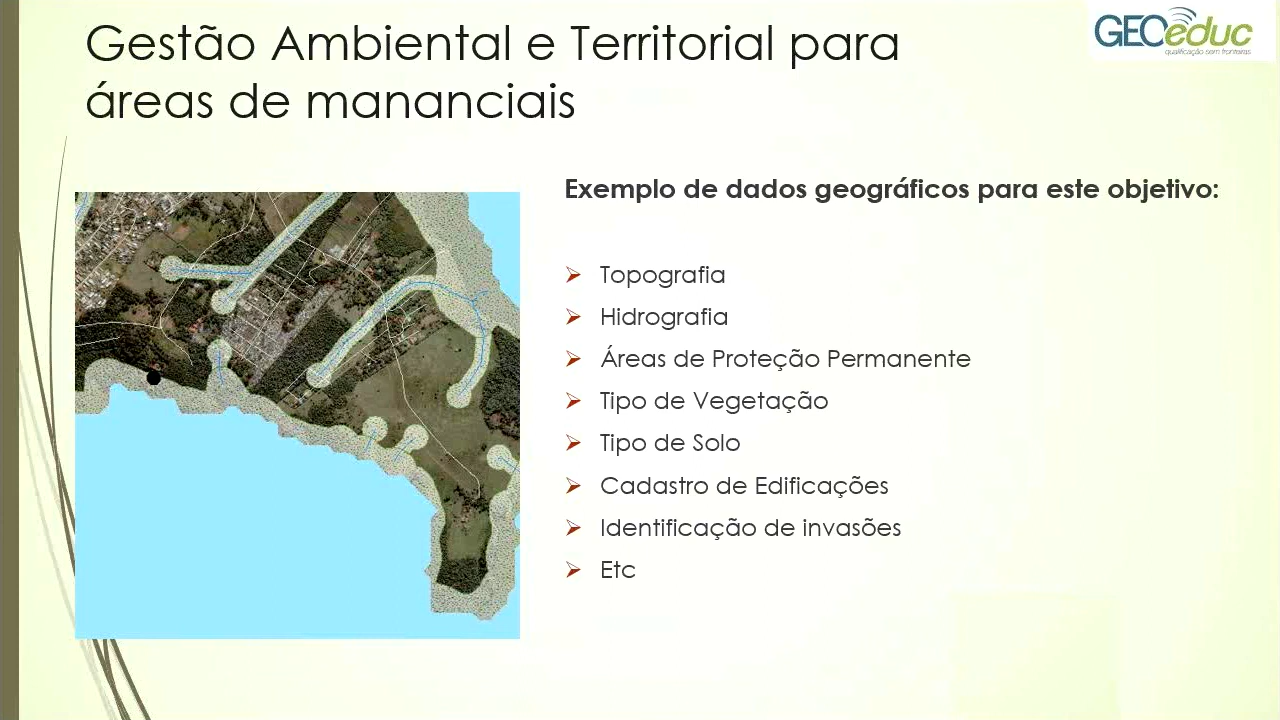 Gestão Ambiental e Territorial para
áreas de mananciais
GEOeduc
qualificação sem fronteiras
Exemplo de dados geográficos para este objetivo:
Topografia
Hidrografia
Áreas de Proteção Permanente
Tipo de Vegetação
Tipo de Solo
Cadastro de Edificações
Identificação de invasões
Etc